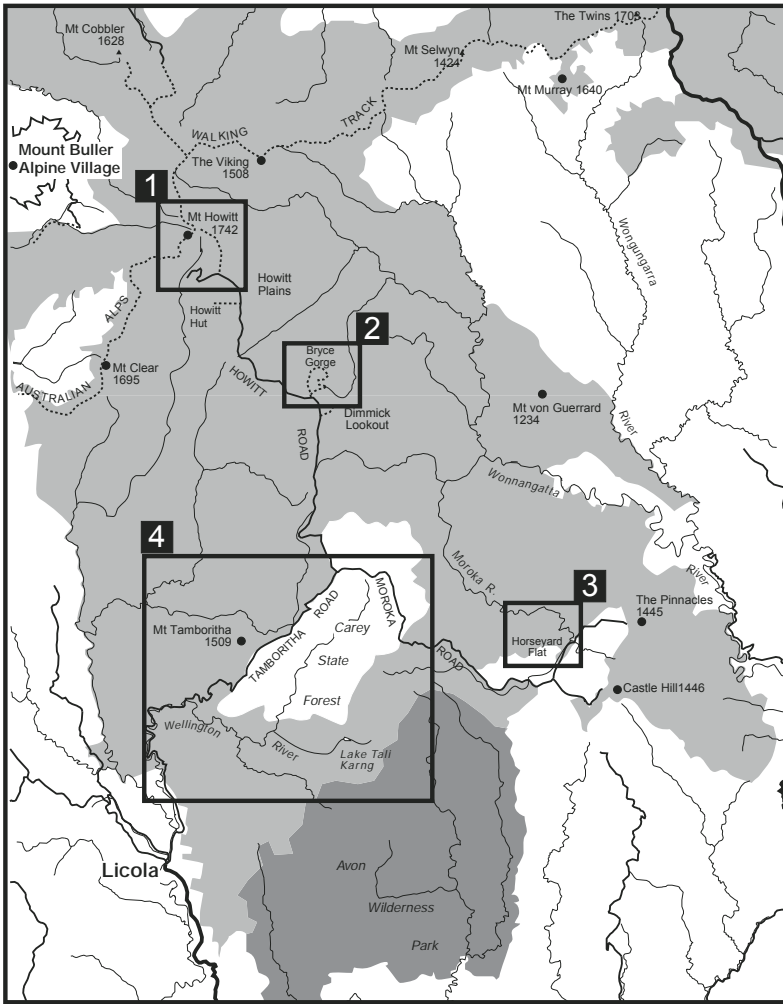 Mt Cobbler
1628
The Twins 1703
Mt Selwyn
1424
Mt Murray 1640
WALKING
TRACK
Mount Buller
Alpine Village
The Viking
1508
1
Mt Howitt
1742
Wongungarra
River
Howitt
Plains
Howitt
Hut
ALPS
AUSTRALIAN
2
Bryce
Gorge
Mt Clear
1695
HOWITT
ROAD
Dimmick
Lookout
Mt von Guerrard
1234
Wonnangatta
River
4
Moroka R.
3
The Pinnacles
1445
Horseyard
Flat
Mt Tamboritha
1509
TAMBORITHA
ROAD
MOROKA
ROAD
Carey
State
Forest
Castle Hill1446
Wellington
River
Lake Tali
Karng
Licola
Avon
Wilderness
Park